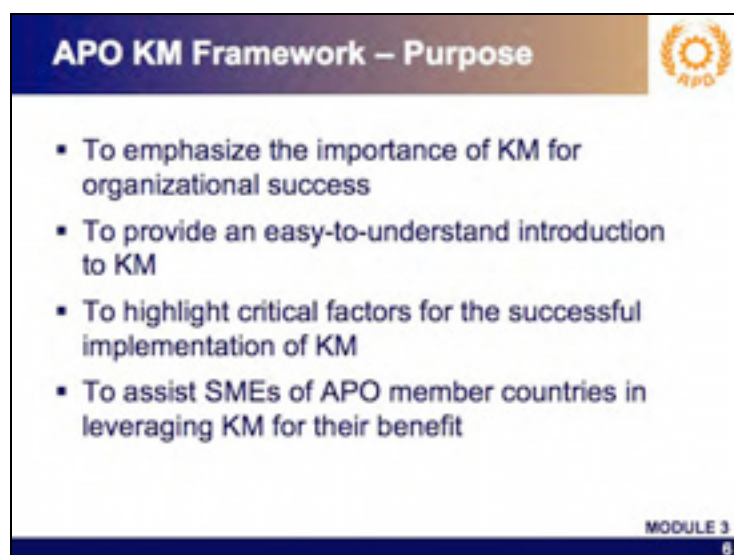 APO KM Framework – Purpose
APO
▪ To emphasize the importance of KM for
organizational success
▪ To provide an easy-to-understand introduction
to KM
▪ To highlight critical factors for the successful
implementation of KM
▪ To assist SMEs of APO member countries in
leveraging KM for their benefit
MODULE 3
6